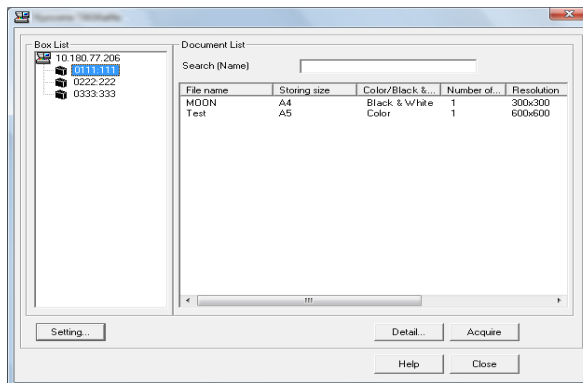 Box List
10.180.77.206
0111:111
0222:222
0333:333
Document List
Search (Name)
File name Storing size Color/Black &... Number of... Resolution
MOON A4 Black & White 1 300x300
Test A5 Color 1 600x600
Setting...
Detail...
Acquire
Help
Close